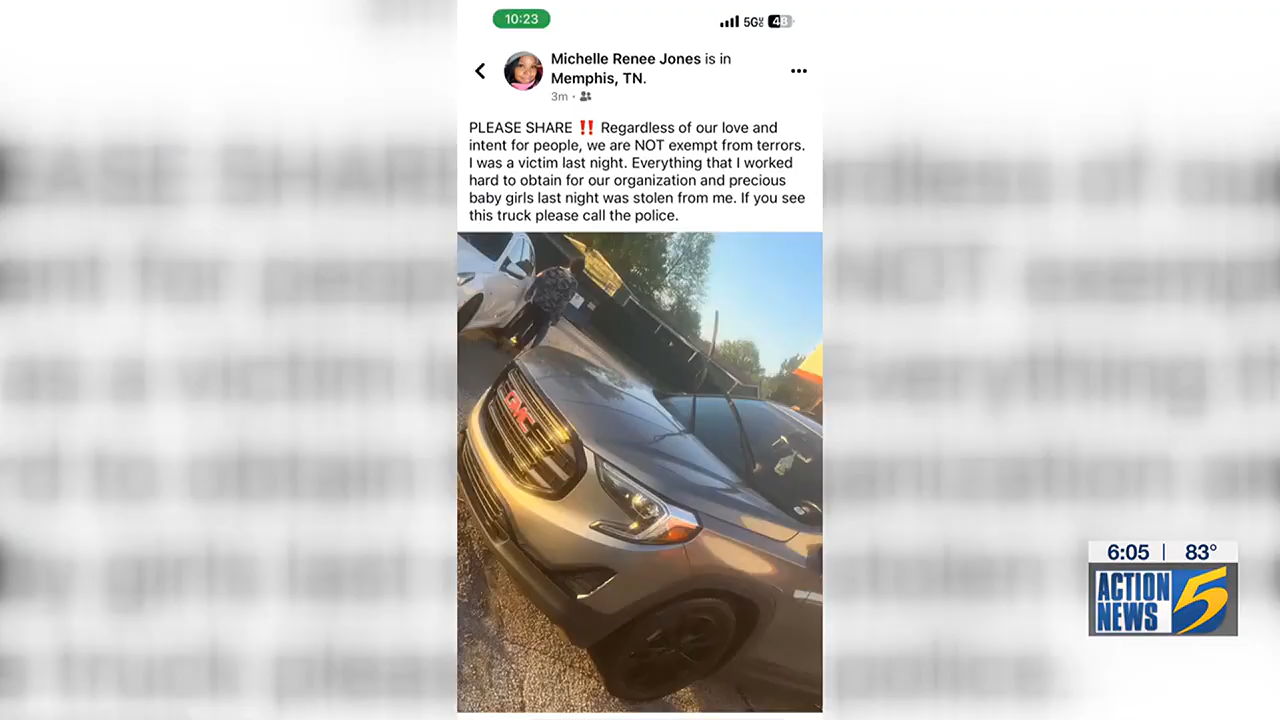 10:23
5G
48
Michelle Renee Jones is in
Memphis, TN.
3m
PLEASE SHARE ‼️ Regardless of our love and
intent for people, we are NOT exempt from terrors.
I was a victim last night. Everything that I worked
hard to obtain for our organization and precious
baby girls last night was stolen from me. If you see
this truck please call the police.
GMC
6:05 | 83°
ACTION
NEWS 5